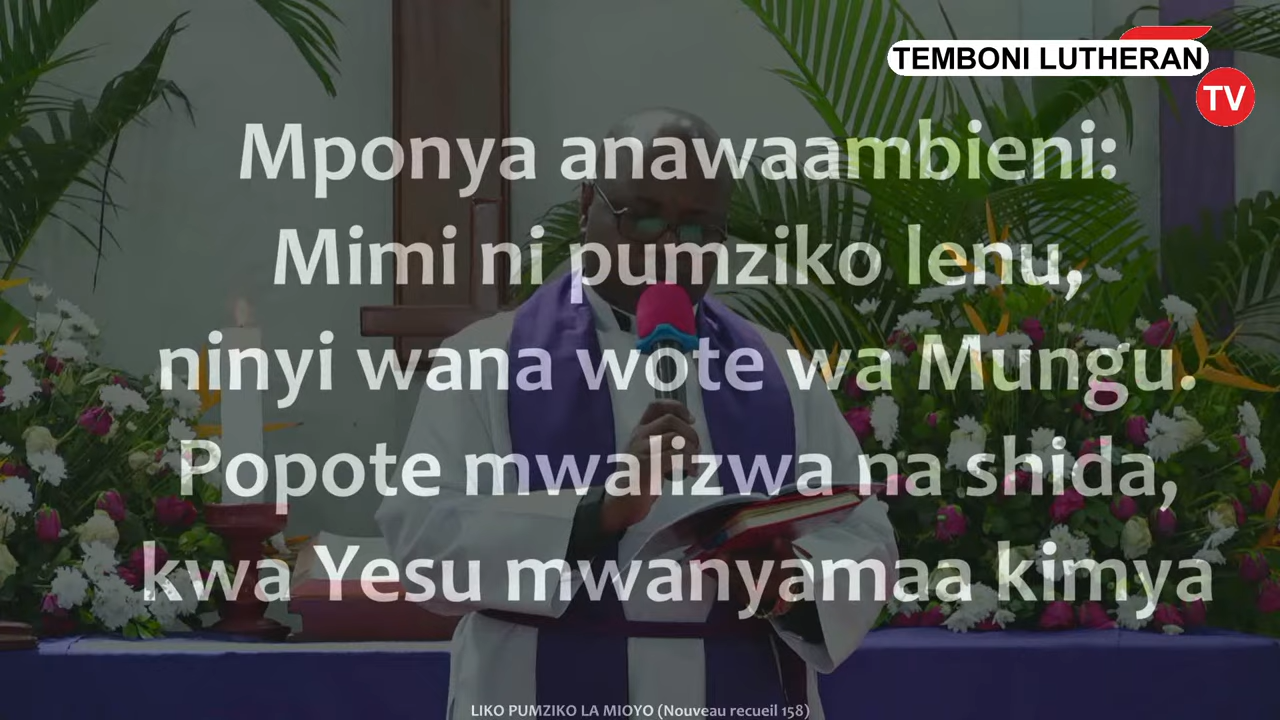 TEMBONI LUTHERAN
TV
Mponya anawaambieni:
Mimi ni pumziko lenu,
ninyi wana wote wa Mungu.
Popote mwalizwa na shida,
kwa Yesu mwanyamaa kimya
LIKO PUMZIKO LA MIOYO (Nouveau recueil 158)